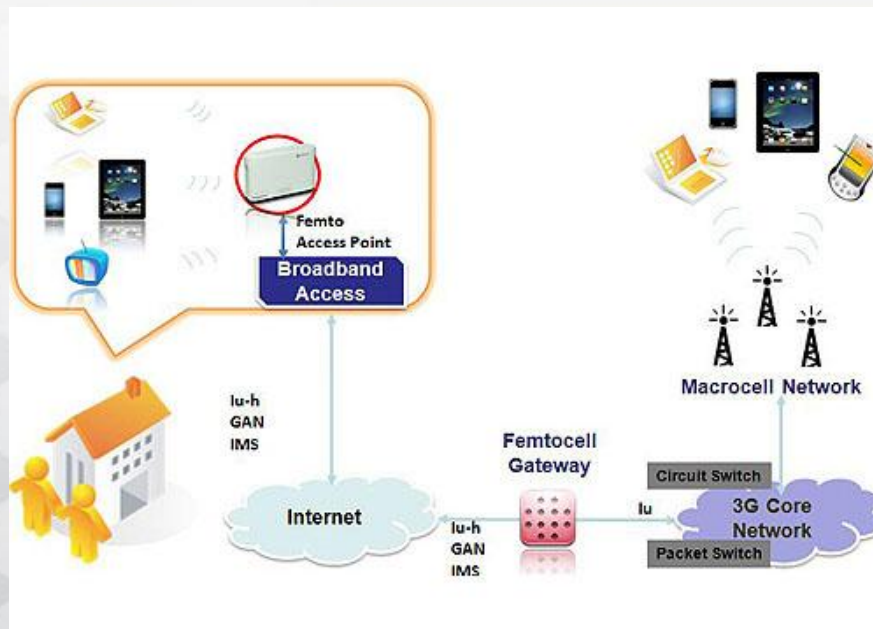 Femto
Access Point
Broadband
Access
Iu-h
GAN
IMS
Internet
Iu-h
GAN
IMS
Femtocell
Gateway
Iu
Macrocell Network
Circuit Switch
3G Core
Network
Packet Switch